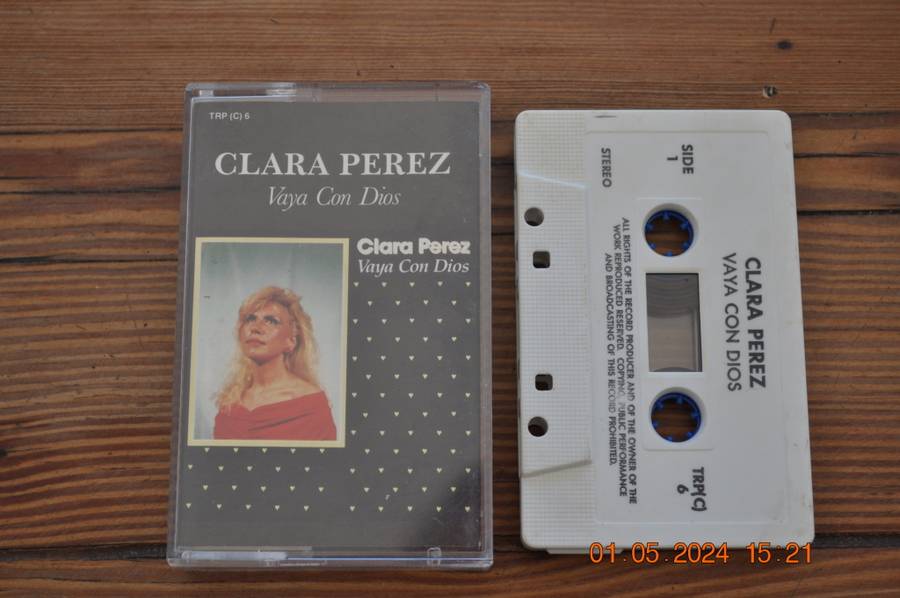 TRP (C) 6
CLARA PEREZ
Vaya Con Dios
Clara Perez
Vaya Con Dios
SIDE
1
STEREO
CLARA PEREZ
VAYA CON DIOS
TRP(C)
6
ALL RIGHTS OF THE RECORD PRODUCER AND OF THE OWNER OF THE
WORK REPRODUCED RESERVED. COPYING, PUBLIC PERFORMANCE
AND BROADCASTING OF THIS RECORD PROHIBITED.
01.05.2024 15:21